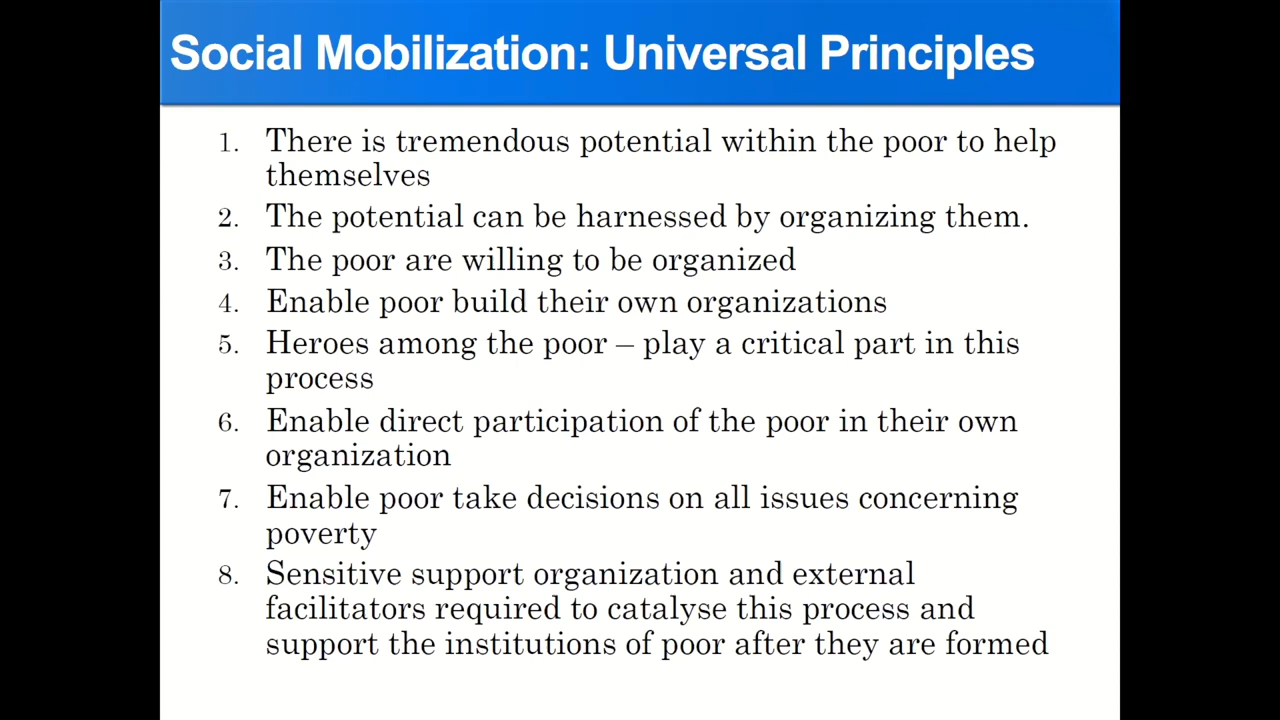 Social Mobilization: Universal Principles
1. There is tremendous potential within the poor to help
themselves
2. The potential can be harnessed by organizing them.
3. The poor are willing to be organized
4. Enable poor build their own organizations
5. Heroes among the poor – play a critical part in this
process
6. Enable direct participation of the poor in their own
organization
7. Enable poor take decisions on all issues concerning
poverty
8. Sensitive support organization and external
facilitators required to catalyse this process and
support the institutions of poor after they are formed